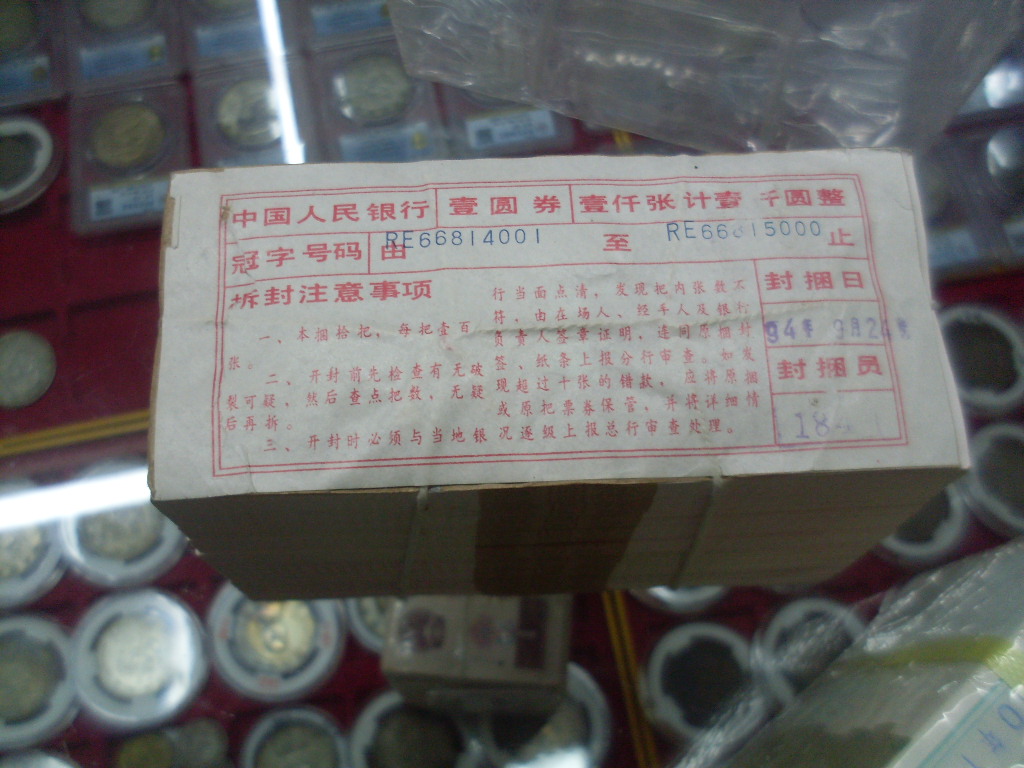 中国人民银行 壹圆券 壹仟张计壹千圆整
冠字号码 由 RE66814001 至 RE66815000 止
拆封注意事项
一、本捆拾把，每把壹百
张。
二、开封前先检查有无破
裂可疑，然后查点把数，无疑
后再拆。
三、开封时必须与当地银
行当面点清，发现把内张数不
符，由在场人、经手人及银行
负责人签章证明，连同原捆封
签、纸条上报分行审查。如发
现超过十张的错款，应将原捆
或原把票券保管，并将详细情
况逐级上报总行审查处理。
封捆日
94年 9月24
封捆员
18